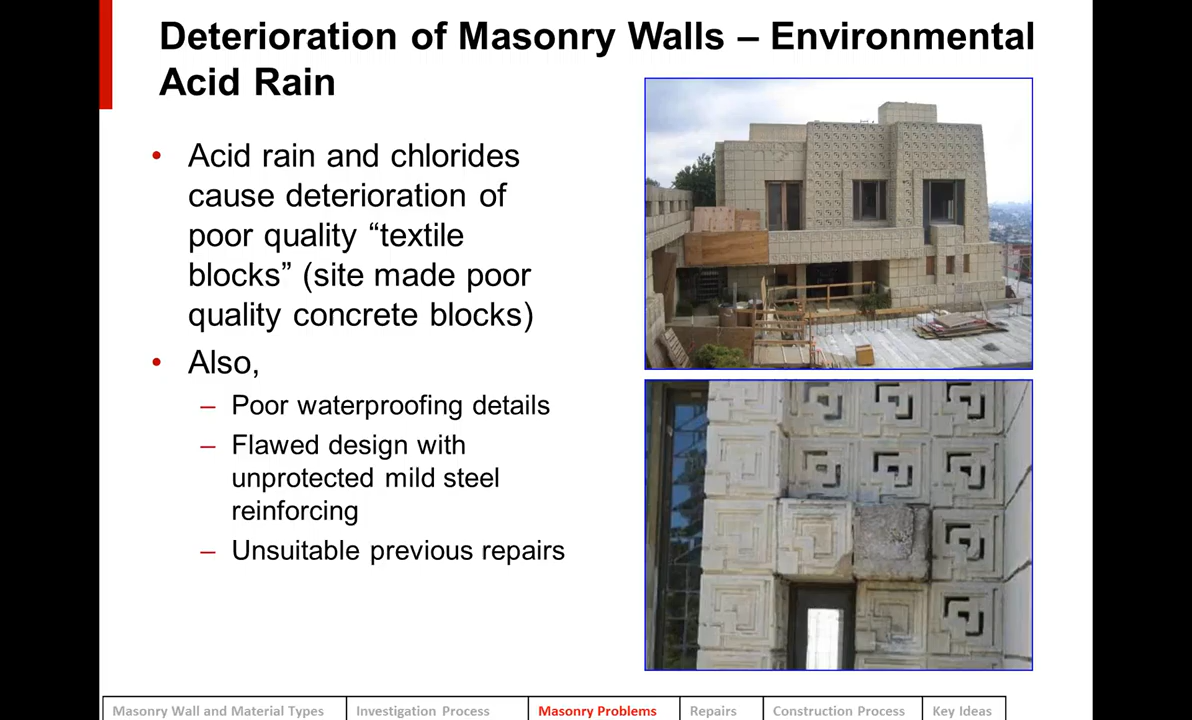 Deterioration of Masonry Walls – Environmental
Acid Rain
• Acid rain and chlorides
cause deterioration of
poor quality “textile
blocks” (site made poor
quality concrete blocks)
• Also,
– Poor waterproofing details
– Flawed design with
unprotected mild steel
reinforcing
– Unsuitable previous repairs
Masonry Wall and Material Types Investigation Process Masonry Problems Repairs Construction Process Key Ideas